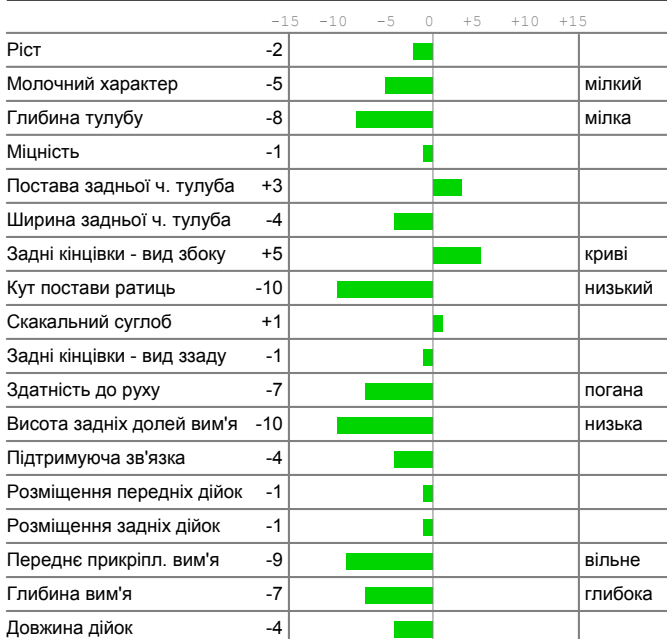 -15 -10 -5 0 +5 +10 +15
Ріст -2
Молочний характер -5 мілкий
Глибина тулубу -8 мілка
Міцність -1
Постава задньої ч. тулуба +3
Ширина задньої ч. тулуба -4
Задні кінцівки - вид збоку +5 криві
Кут постави ратиць -10 низький
Скакальний суглоб +1
Задні кінцівки - вид ззаду -1
Здатність до руху -7 погана
Висота задніх долей вим'я -10 низька
Підтримуюча зв'язка -4
Розміщення передніх дійок -1
Розміщення задніх дійок -1
Переднє прикріпл. вим'я -9 вільне
Глибина вим'я -7 глибока
Довжина дійок -4